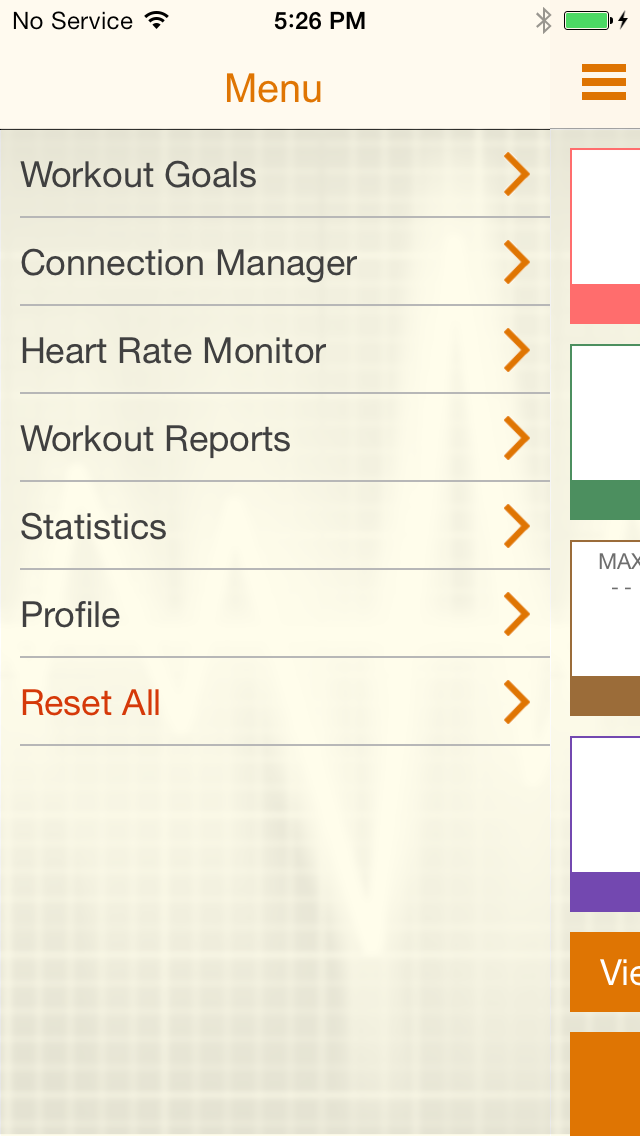 No Service 5:26 PM
Menu
Workout Goals
Connection Manager
Heart Rate Monitor
Workout Reports
Statistics
Profile
Reset All
MAX
- -
Vie